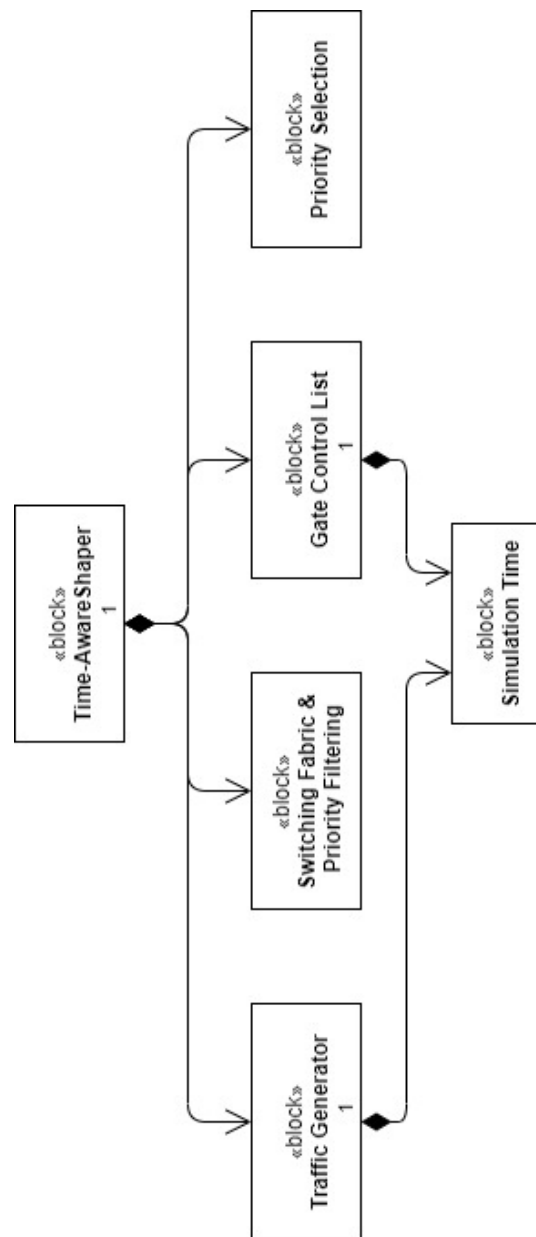 «block»
Time-AwareShaper
1
«block»
Traffic Generator
1
«block»
Switching Fabric &
Priority Filtering
«block»
Gate Control List
1
«block»
Priority Selection
«block»
Simulation Time